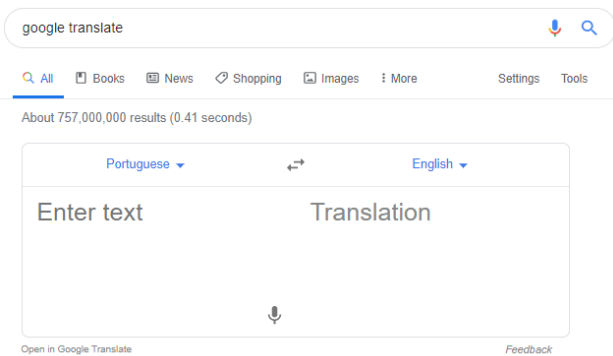 google translate
All Books News Shopping Images More Settings Tools
About 757,000,000 results (0.41 seconds)
Portuguese English
Enter text Translation
Open in Google Translate Feedback